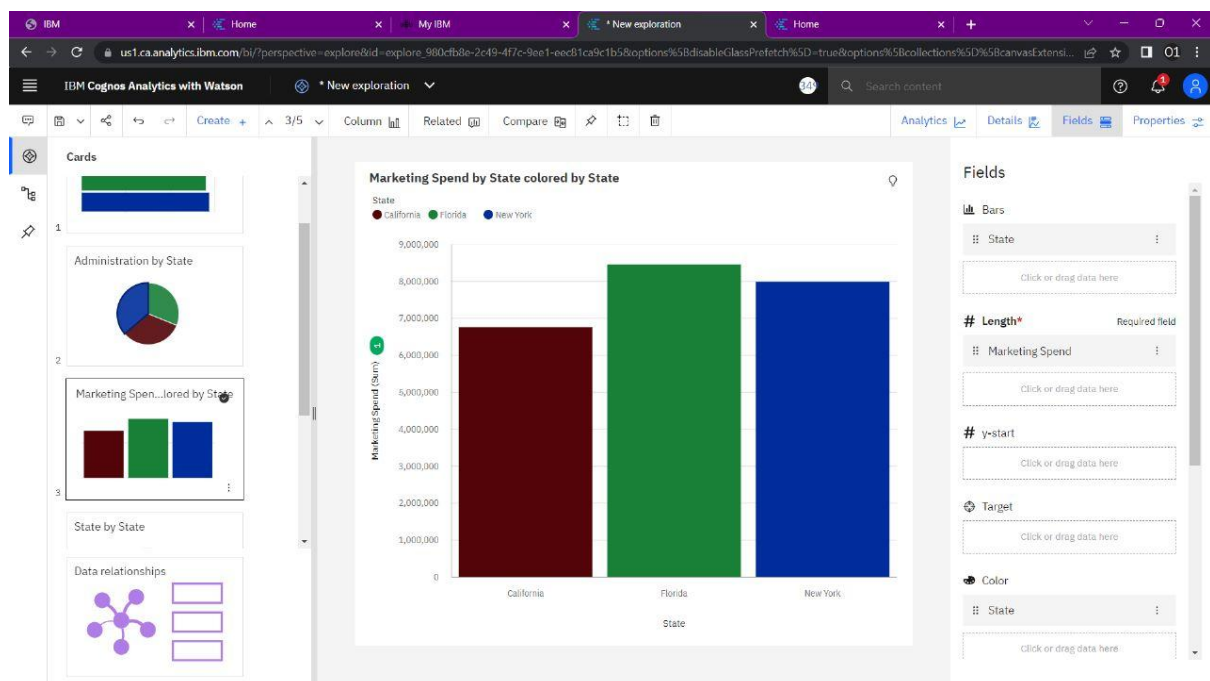 IBM
Home
My IBM
* New exploration
Home
us1.ca.analytics.ibm.com/bi/?perspective=explore&id=explore_980cfb8e-2c49-4f7c-9ee1-eec81ca9c1b5&options%5BdisableGlassPrefetch%5D=true&options%5Bcollections%5D%5BcanvasExtensi...
01
IBM Cognos Analytics with Watson
* New exploration
Search content
1
Create +
3/5
Column
Related
Compare
Analytics
Details
Fields
Properties
Cards
1
Administration by State
2
Marketing Spen...lored by State
3
State by State
Data relationships
Marketing Spend by State colored by State
State
California Florida New York
9,000,000
8,000,000
7,000,000
6,000,000
5,000,000
4,000,000
3,000,000
2,000,000
1,000,000
0
Marketing Spend (Sum)
California Florida New York
State
Fields
Bars
State
Click or drag data here
# Length* Required field
Marketing Spend
Click or drag data here
# y-start
Click or drag data here
Target
Click or drag data here
Color
State
Click or drag data here